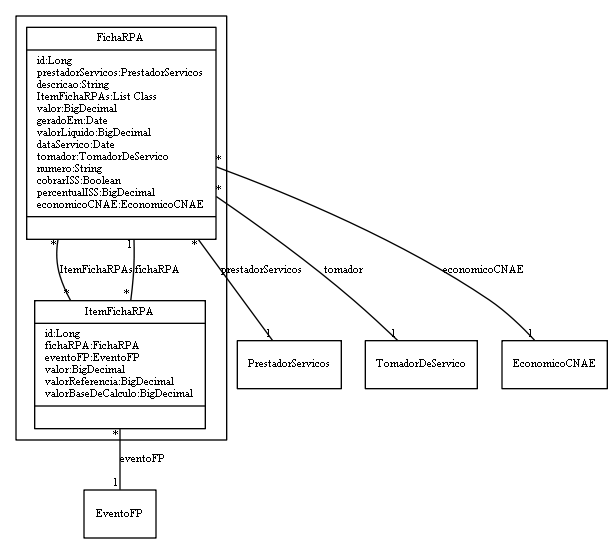 FichaRPA
id:Long
prestadorServicos:PrestadorServicos
descricao:String
ItemFichaRPAs:List Class
valor:BigDecimal
geradoEm:Date
valorLiquido:BigDecimal
dataServico:Date
tomador:TomadorDeServico
numero:String
cobrarISS:Boolean
percentualISS:BigDecimal
economicoCNAE:EconomicoCNAE
*
*
*
1
*
ItemFichaRPAs
fichaRPA
prestadorServicos
tomador
economicoCNAE
*
*
1
1
1
ItemFichaRPA
id:Long
fichaRPA:FichaRPA
eventoFP:EventoFP
valor:BigDecimal
valorReferencia:BigDecimal
valorBaseDeCalculo:BigDecimal
PrestadorServicos
TomadorDeServico
EconomicoCNAE
*
eventoFP
1
EventoFP